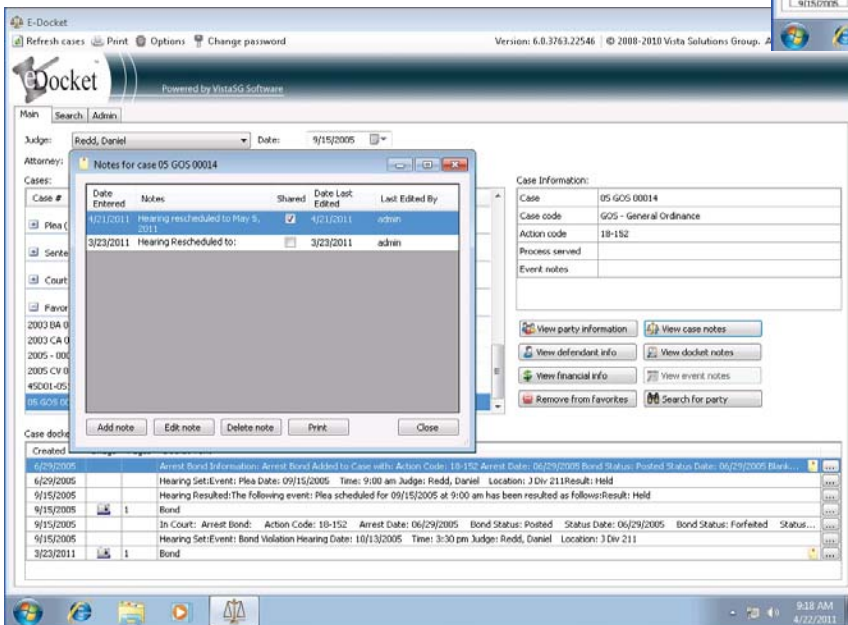 9/15/2005
E-Docket
Refresh cases Print Options Change password Version: 6.0.3763.22546 © 2008-2010 Vista Solutions Group.
eDocket Powered by VistaSG Software
Main Search Admin
Judge: Redd, Daniel Date: 9/15/2005
Attorney:
Notes for case 05 GOS 00014
Cases:
Case #
Plea (
Sente
Court
Favor
2003 BA 0
2003 CA 0
2005 - 00
2005 CV 0
45D01-05
05 GOS 00
Date Entered Notes Shared Date Last Edited Last Edited By
4/21/2011 Hearing rescheduled to May 5, 2011 4/21/2011 admin
3/23/2011 Hearing Rescheduled to: 3/23/2011 admin
Add note Edit note Delete note Print Close
Case Information:
Case 05 GOS 00014
Case code GOS - General Ordinance
Action code 18-152
Process served
Event notes
View party information View case notes
View defendant info View docket notes
View financial info View event notes
Remove from favorites Search for party
Case docke
Created
6/29/2005 Arrest Bond Information: Arrest Bond Added to Case with: Action Code: 18-152 Arrest Date: 06/29/2005 Bond Status: Posted Status Date: 06/29/2005 Blank... ...
6/29/2005 Hearing Set:Event: Plea Date: 09/15/2005 Time: 9:00 am Judge: Redd, Daniel Location: J Div 211Result: Held ...
9/15/2005 Hearing Resulted:The following event: Plea scheduled for 09/15/2005 at 9:00 am has been resulted as follows:Result: Held ...
9/15/2005 1 Bond ...
9/15/2005 In Court: Arrest Bond: Action Code: 18-152 Arrest Date: 06/29/2005 Bond Status: Posted Status Date: 06/29/2005 Bond Status: Forfeited Status... ...
9/15/2005 Hearing Set:Event: Bond Violation Hearing Date: 10/13/2005 Time: 3:30 pm Judge: Redd, Daniel Location: J Div 211 ...
3/23/2011 1 Bond ...
9:18 AM
4/22/2011